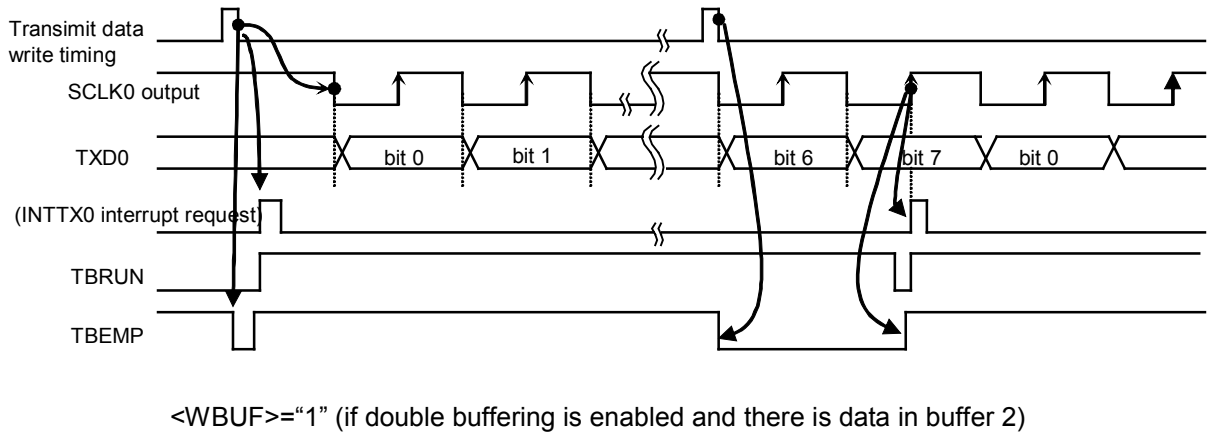 Transimit data
write timing
SCLK0 output
TXD0
bit 0
bit 1
bit 6
bit 7
bit 0
(INTTX0 interrupt request)
TBRUN
TBEMP
<WBUF>=“1” (if double buffering is enabled and there is data in buffer 2)